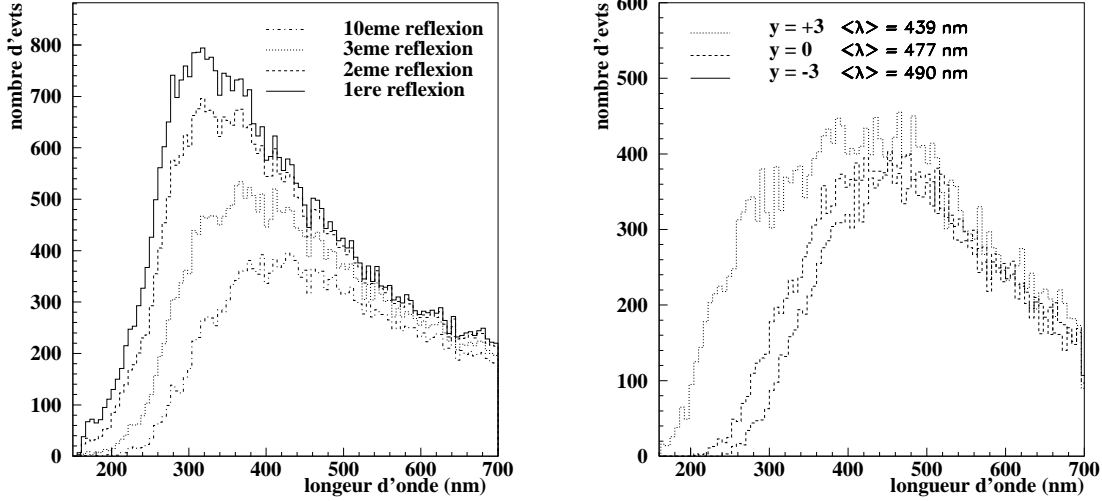 nombre d'evts
800
700
600
500
400
300
200
100
0
10eme reflexion
3eme reflexion
2eme reflexion
1ere reflexion
200 300 400 500 600 700
longueur d'onde (nm)
nombre d'evts
600
500
400
300
200
100
0
y = +3 <λ> = 439 nm
y = 0 <λ> = 477 nm
y = -3 <λ> = 490 nm
200 300 400 500 600 700
longeur d'onde (nm)